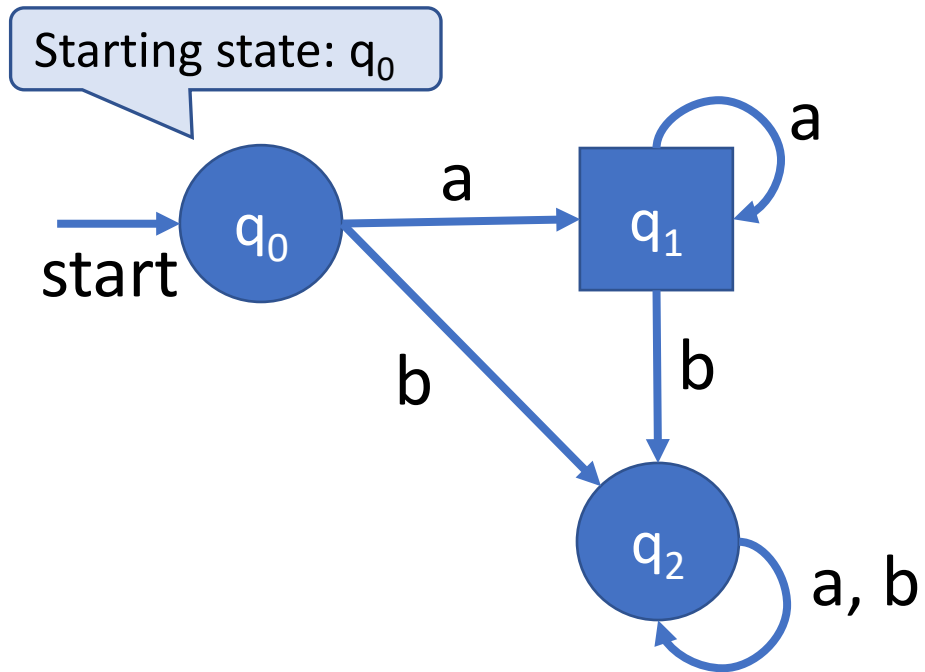 Starting state: q₀
a
a
q₀
q₁
start
b
b
q₂
a, b